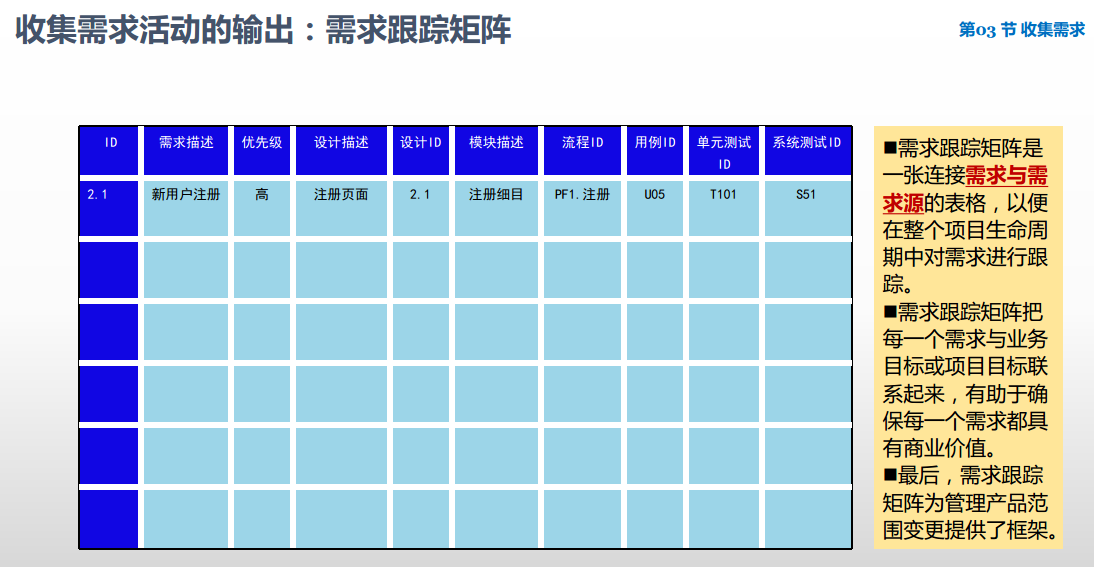 收集需求活动的输出：需求跟踪矩阵
第03 节 收集需求
ID 需求描述 优先级 设计描述 设计ID 模块描述 流程ID 用例ID 单元测试 系统测试ID
ID
2.1 新用户注册 高 注册页面 2.1 注册细目 PF1.注册 U05 T101 S51
■需求跟踪矩阵是
一张连接需求与需
求源的表格，以便
在整个项目生命周
期中对需求进行跟
踪。
■需求跟踪矩阵把
每一个需求与业务
目标或项目目标联
系起来，有助于确
保每一个需求都具
有商业价值。
■最后，需求跟踪
矩阵为管理产品范
围变更提供了框架。